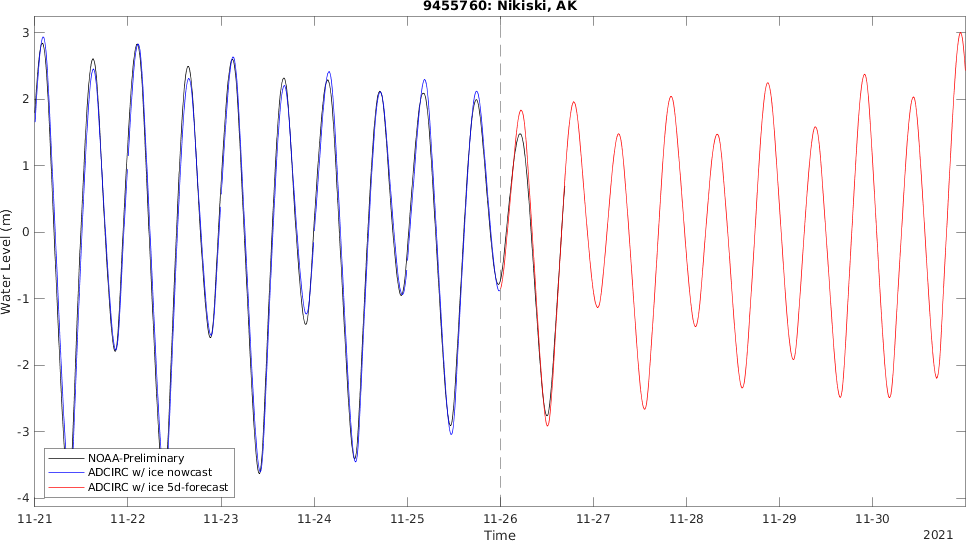 9455760: Nikiski, AK
3
2
1
0
-1
-2
-3
-4
Water Level (m)
NOAA-Preliminary
ADCIRC w/ ice nowcast
ADCIRC w/ ice 5d-forecast
11-21 11-22 11-23 11-24 11-25 11-26 11-27 11-28 11-29 11-30
Time
2021